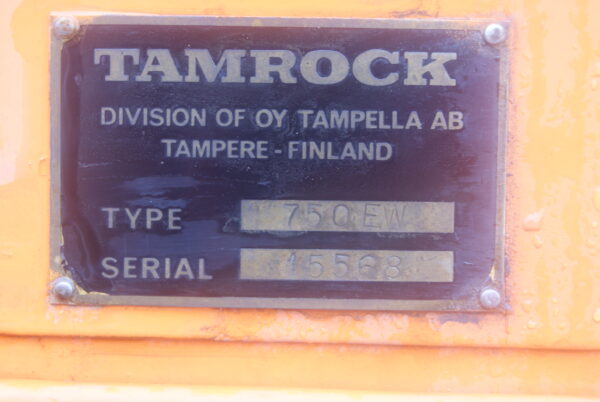 TAMROCK
DIVISION OF OY TAMPELLA AB
TAMPERE - FINLAND
TYPE 750EW
SERIAL 15568